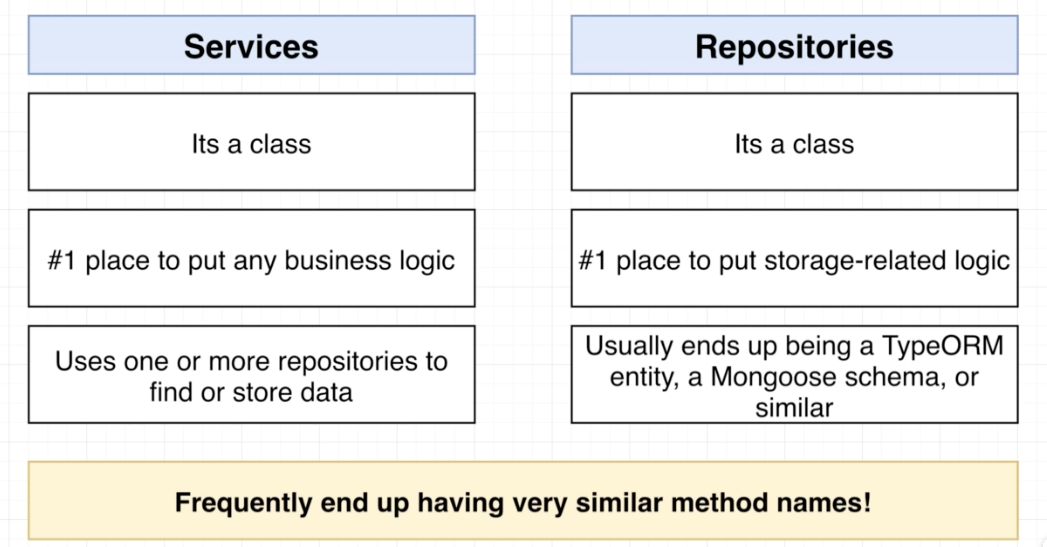 Services
Repositories
Its a class
Its a class
#1 place to put any business logic
#1 place to put storage-related logic
Uses one or more repositories to
find or store data
Usually ends up being a TypeORM
entity, a Mongoose schema, or
similar
Frequently end up having very similar method names!